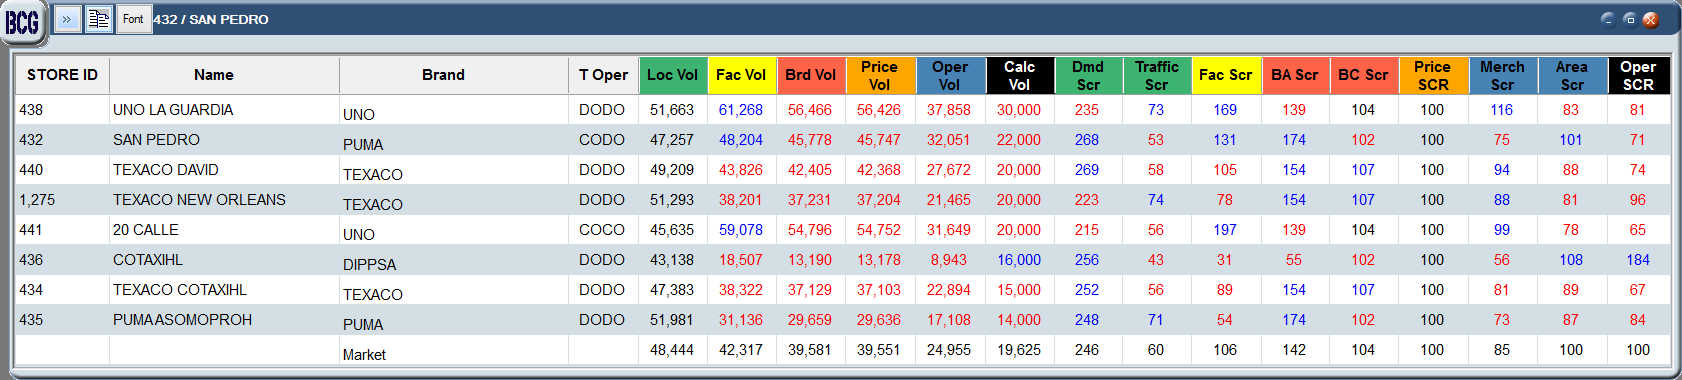 BCG >> Font 432 / SAN PEDRO
STORE ID Name Brand T Oper Loc Vol Fac Vol Brd Vol Price Vol Oper Vol Calc Vol Dmd Scr Traffic Scr Fac Scr BA Scr BC Scr Price SCR Merch Scr Area Scr Oper SCR
438 UNO LA GUARDIA UNO DODO 51,663 61,268 56,466 56,426 37,858 30,000 235 73 169 139 104 100 116 83 81
432 SAN PEDRO PUMA CODO 47,257 48,204 45,778 45,747 32,051 22,000 268 53 131 174 102 100 75 101 71
440 TEXACO DAVID TEXACO DODO 49,209 43,826 42,405 42,368 27,672 20,000 269 58 105 154 107 100 94 88 74
1,275 TEXACO NEW ORLEANS TEXACO DODO 51,293 38,201 37,231 37,204 21,465 20,000 223 74 78 154 107 100 88 81 96
441 20 CALLE UNO COCO 45,635 59,078 54,796 54,752 31,649 20,000 215 56 197 139 104 100 99 78 65
436 COTAXIHL DIPPSA DODO 43,138 18,507 13,190 13,178 8,943 16,000 256 43 31 55 102 100 56 108 184
434 TEXACO COTAXIHL TEXACO DODO 47,383 38,322 37,129 37,103 22,894 15,000 252 56 89 154 107 100 81 89 67
435 PUMA ASOMOPROH PUMA DODO 51,981 31,136 29,659 29,636 17,108 14,000 248 71 54 174 102 100 73 87 84
Market 48,444 42,317 39,581 39,551 24,955 19,625 246 60 106 142 104 100 85 100 100